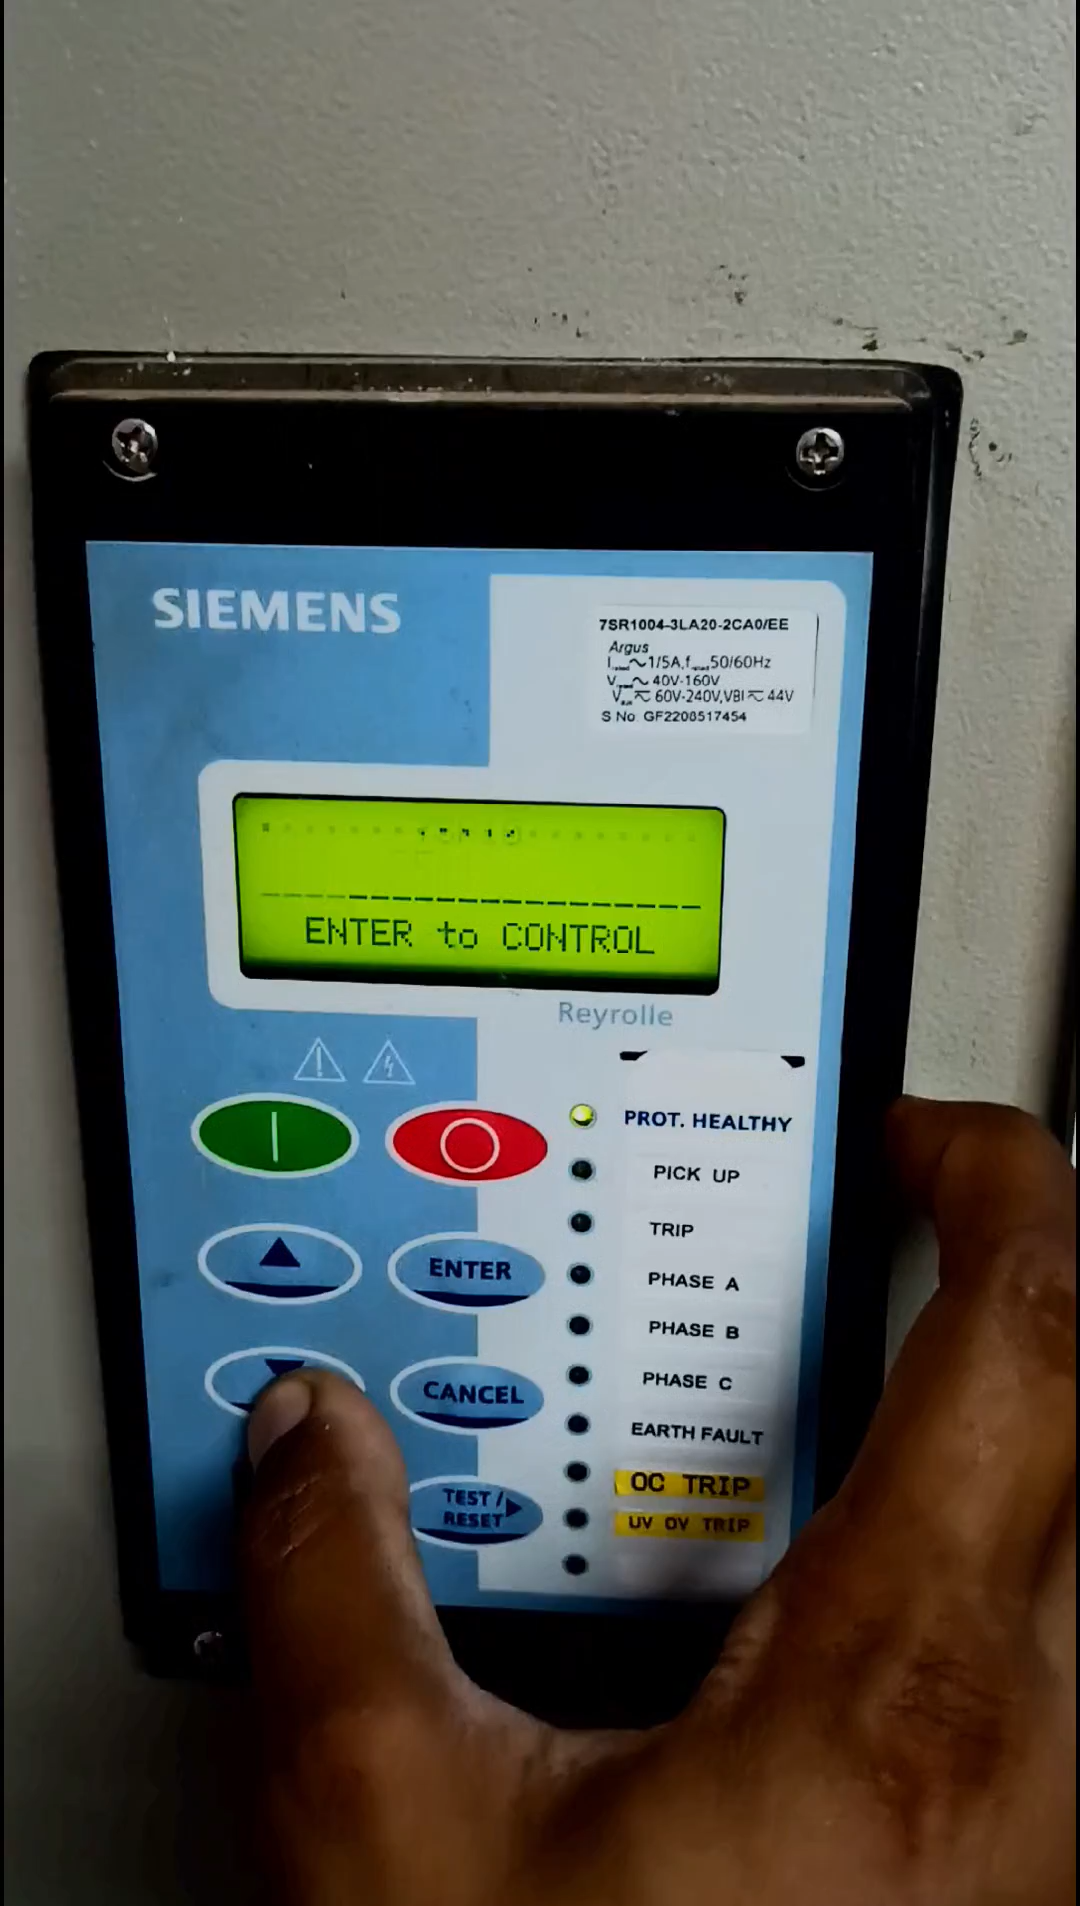 SIEMENS
7SR1004-3LA20-2CA0/EE
Argus
1/5A, 50/60Hz
40V-160V
60V-240V, VBI 44V
S No. GF2208517454
ENTER to CONTROL
Reyrolle
PROT. HEALTHY
PICK UP
TRIP
PHASE A
ENTER
PHASE B
PHASE C
CANCEL
EARTH FAULT
OC TRIP
TEST/
RESET
UV OV TRIP